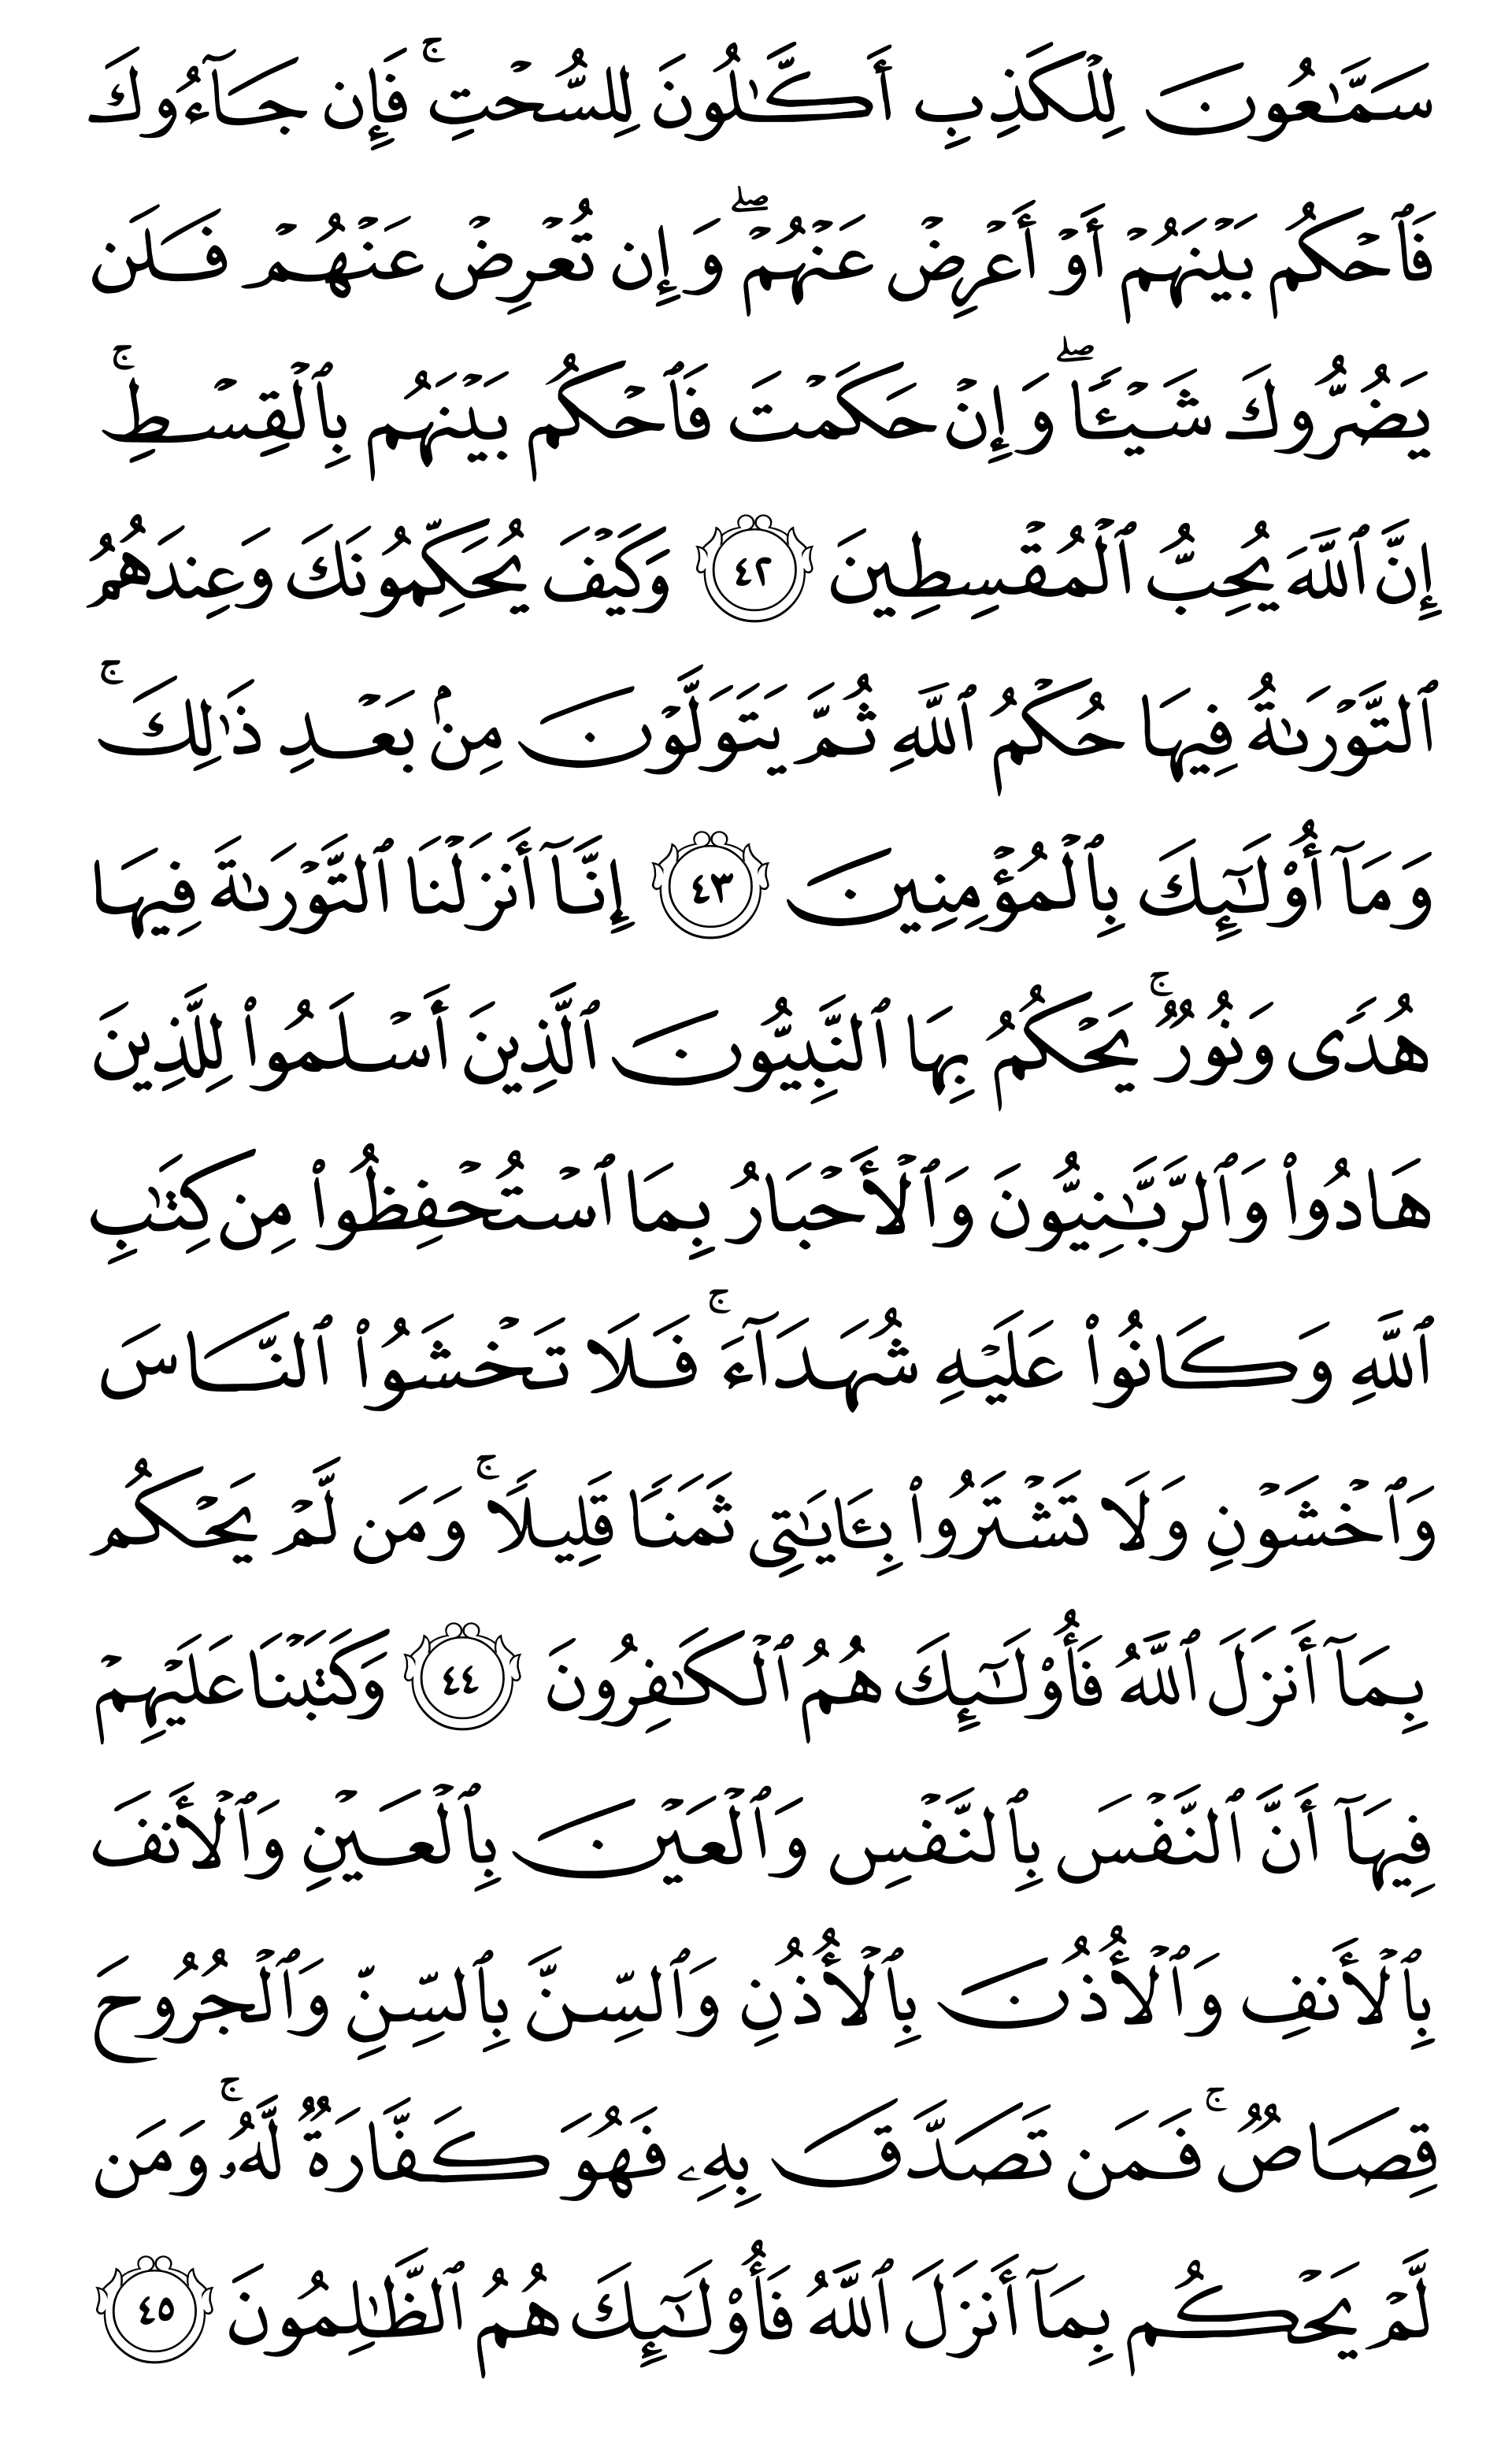 سَمَّٰعُونَ لِلۡكَذِبِ أَكَّٰلُونَ لِلسُّحۡتِۚ فَإِن جَآءُوكَ
فَٱحۡكُم بَيۡنَهُمۡ أَوۡ أَعۡرِضۡ عَنۡهُمۡۖ وَإِن تُعۡرِضۡ عَنۡهُمۡ فَلَن
يَضُرُّوكَ شَيۡـٔٗاۖ وَإِنۡ حَكَمۡتَ فَٱحۡكُم بَيۡنَهُم بِٱلۡقِسۡطِۚ
إِنَّ ٱللَّهَ يُحِبُّ ٱلۡمُقۡسِطِينَ ٤٢ وَكَيۡفَ يُحَكِّمُونَكَ وَعِندَهُمُ
ٱلتَّوۡرَىٰةُ فِيهَا حُكۡمُ ٱللَّهِ ثُمَّ يَتَوَلَّوۡنَ مِنۢ بَعۡدِ ذَٰلِكَۚ
وَمَآ أُوْلَٰٓئِكَ بِٱلۡمُؤۡمِنِينَ ٤٣ إِنَّآ أَنزَلۡنَا ٱلتَّوۡرَىٰةَ فِيهَا
هُدٗى وَنُورٞۚ يَحۡكُمُ بِهَا ٱلنَّبِيُّونَ ٱلَّذِينَ أَسۡلَمُواْ لِلَّذِينَ
هَادُواْ وَٱلرَّبَّٰنِيُّونَ وَٱلۡأَحۡبَارُ بِمَا ٱسۡتُحۡفِظُواْ مِن كِتَٰبِ
ٱللَّهِ وَكَانُواْ عَلَيۡهِ شُهَدَآءَۚ فَلَا تَخۡشَوُاْ ٱلنَّاسَ
وَٱخۡشَوۡنِ وَلَا تَشۡتَرُواْ بِـَٔايَٰتِي ثَمَنٗا قَلِيلٗاۚ وَمَن لَّمۡ يَحۡكُم
بِمَآ أَنزَلَ ٱللَّهُ فَأُوْلَٰٓئِكَ هُمُ ٱلۡكَٰفِرُونَ ٤٤ وَكَتَبۡنَا عَلَيۡهِمۡ
فِيهَآ أَنَّ ٱلنَّفۡسَ بِٱلنَّفۡسِ وَٱلۡعَيۡنَ بِٱلۡعَيۡنِ وَٱلۡأَنفَ
بِٱلۡأَنفِ وَٱلۡأُذُنَ بِٱلۡأُذُنِ وَٱلسِّنَّ بِٱلسِّنِّ وَٱلۡجُرُوحَ
قِصَاصٞۚ فَمَن تَصَدَّقَ بِهِۦ فَهُوَ كَفَّارَةٞ لَّهُۥۚ وَمَن
لَّمۡ يَحۡكُم بِمَآ أَنزَلَ ٱللَّهُ فَأُوْلَٰٓئِكَ هُمُ ٱلظَّٰلِمُونَ ٤٥